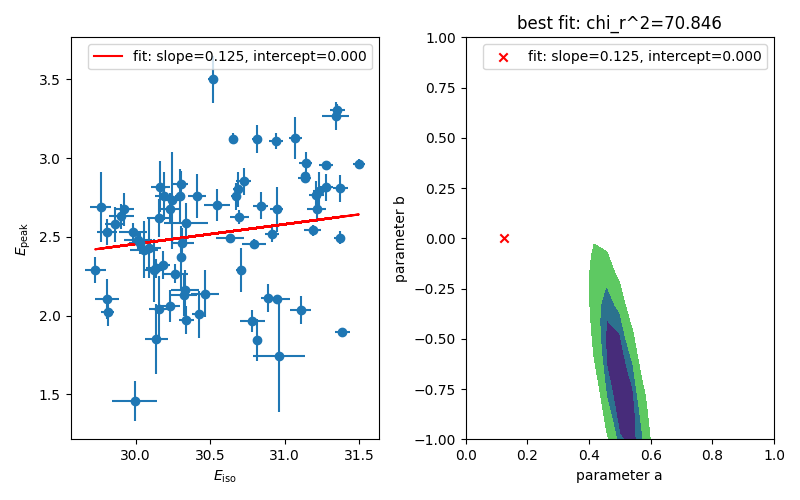 fit: slope=0.125, intercept=0.000
3.5
3.0
2.5
2.0
1.5
E_peak
30.0 30.5 31.0 31.5
E_iso
best fit: chi_r^2=70.846
fit: slope=0.125, intercept=0.000
1.00
0.75
0.50
0.25
0.00
−0.25
−0.50
−0.75
−1.00
parameter b
0.0 0.2 0.4 0.6 0.8 1.0
parameter a